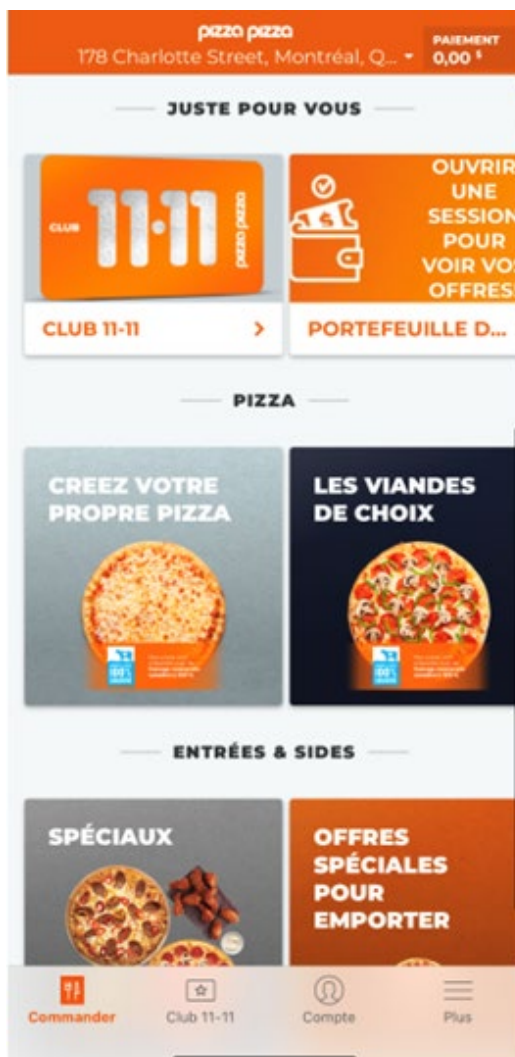 pizza pizza
178 Charlotte Street, Montréal, Q...
PAIEMENT
0,00 $
JUSTE POUR VOUS
CLUB 11-11 pizza pizza
OUVRIR
UNE
SESSION
POUR
VOIR VOS
OFFRES!
CLUB 11-11
PORTEFEUILLE D...
PIZZA
CREEZ VOTRE
PROPRE PIZZA
LES VIANDES
DE CHOIX
100%
100%
ENTRÉES & SIDES
SPÉCIAUX
OFFRES
SPÉCIALES
POUR
EMPORTER
Commander
Club 11-11
Compte
Plus